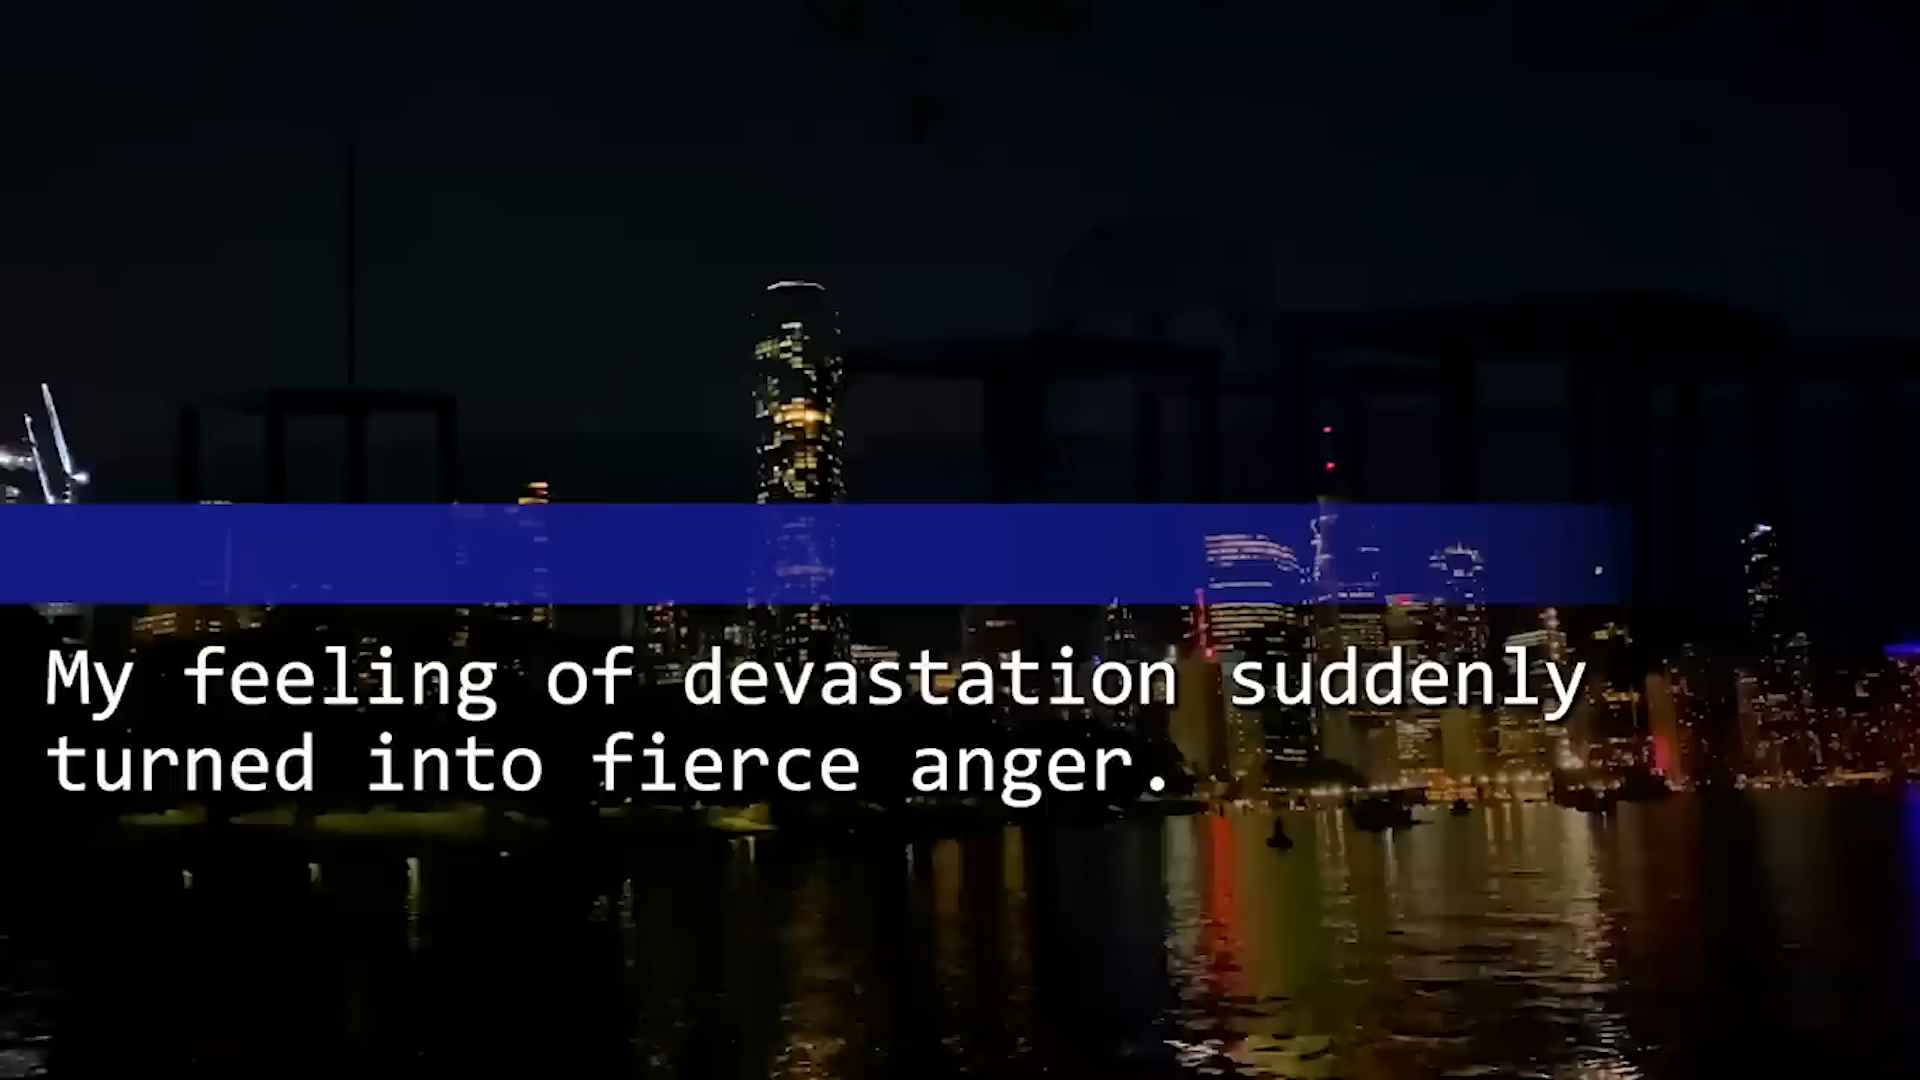 My feeling of devastation suddenly
turned into fierce anger.